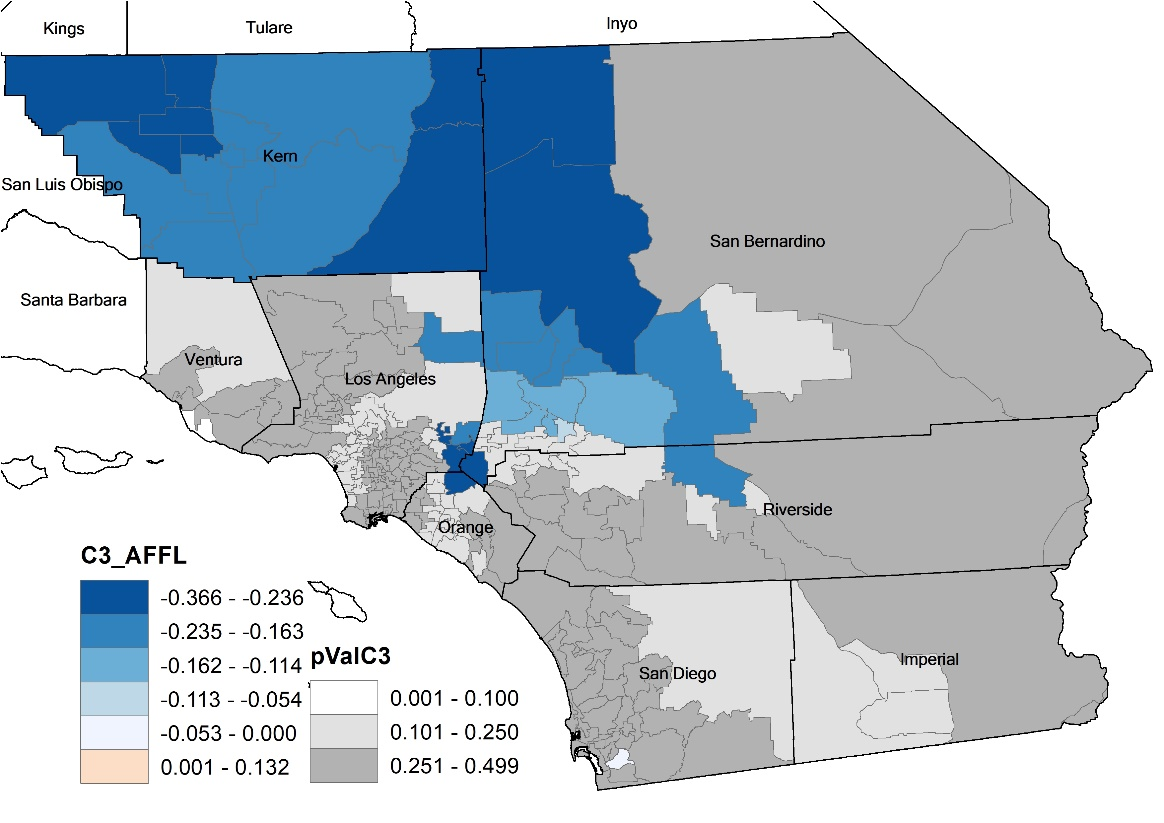 Kings
Tulare
Inyo
Kern
San Luis Obispo
San Bernardino
Santa Barbara
Ventura
Los Angeles
Riverside
Orange
San Diego
Imperial
C3_AFFL
-0.366 - -0.236
-0.235 - -0.163
-0.162 - -0.114
-0.113 - -0.054
-0.053 - 0.000
0.001 - 0.132
pValC3
0.001 - 0.100
0.101 - 0.250
0.251 - 0.499